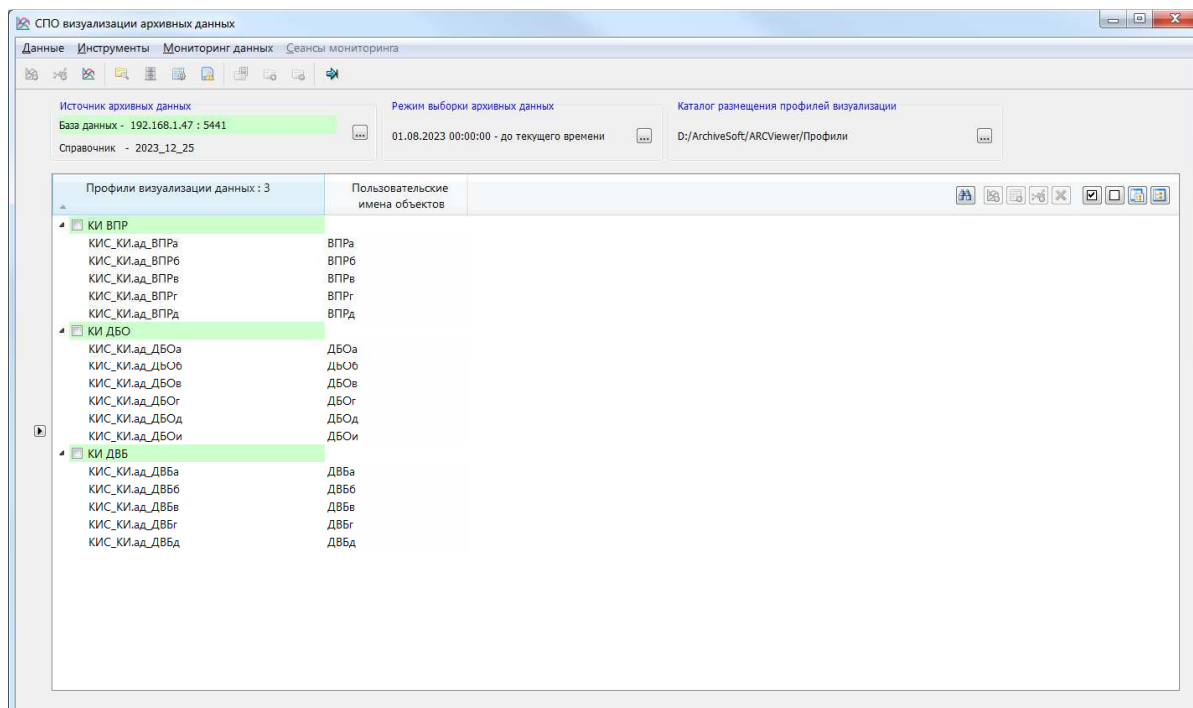 СПО визуализации архивных данных
Данные Инструменты Мониторинг данных Сеансы мониторинга
Источник архивных данных Режим выборки архивных данных Каталог размещения профилей визуализации
База данных - 192.168.1.47 : 5441
... 01.08.2023 00:00:00 - до текущего времени ... D:/ArchiveSoft/ARCViewer/Профили ...
Справочник - 2023_12_25
Профили визуализации данных : 3 Пользовательские
имена объектов
КИ ВПР
КИС_КИ.ад_ВПРа ВПРа
КИС_КИ.ад_ВПРб ВПРб
КИС_КИ.ад_ВПРв ВПРв
КИС_КИ.ад_ВПРг ВПРг
КИС_КИ.ад_ВПРд ВПРд
КИ ДБО
КИС_КИ.ад_ДБОа ДБОа
КИС_КИ.ад_ДБОб ДБОб
КИС_КИ.ад_ДБОв ДБОв
КИС_КИ.ад_ДБОг ДБОг
КИС_КИ.ад_ДБОд ДБОд
КИС_КИ.ад_ДБОи ДБОи
КИ ДВБ
КИС_КИ.ад_ДВБа ДВБа
КИС_КИ.ад_ДВБб ДВБб
КИС_КИ.ад_ДВБв ДВБв
КИС_КИ.ад_ДВБг ДВБг
КИС_КИ.ад_ДВБд ДВБд